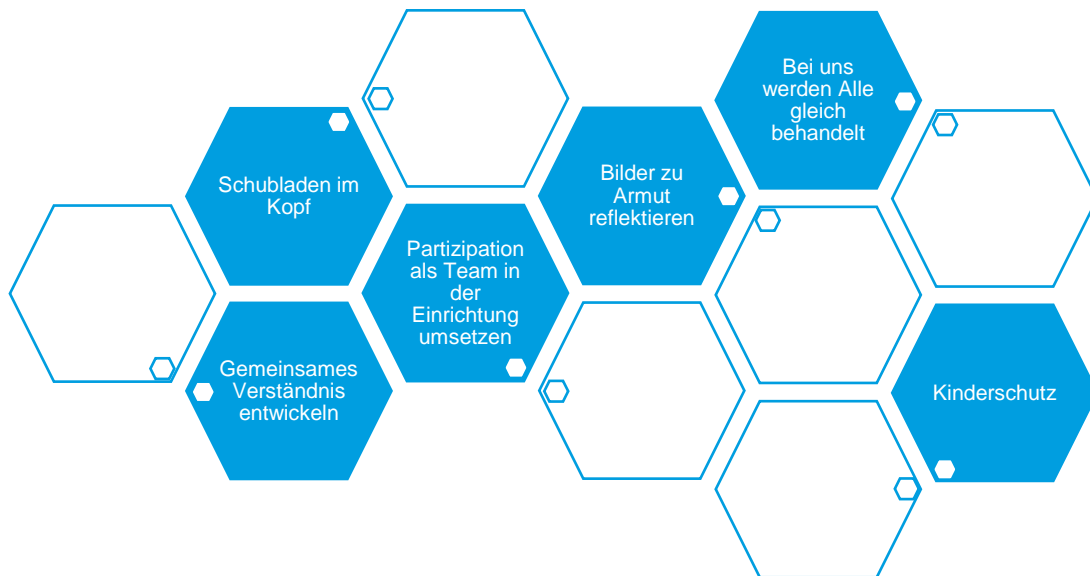 Bei uns
werden Alle
gleich
behandelt
Schubladen im
Kopf
Bilder zu
Armut
reflektieren
Partizipation
als Team in
der
Einrichtung
umsetzen
Gemeinsames
Verständnis
entwickeln
Kinderschutz